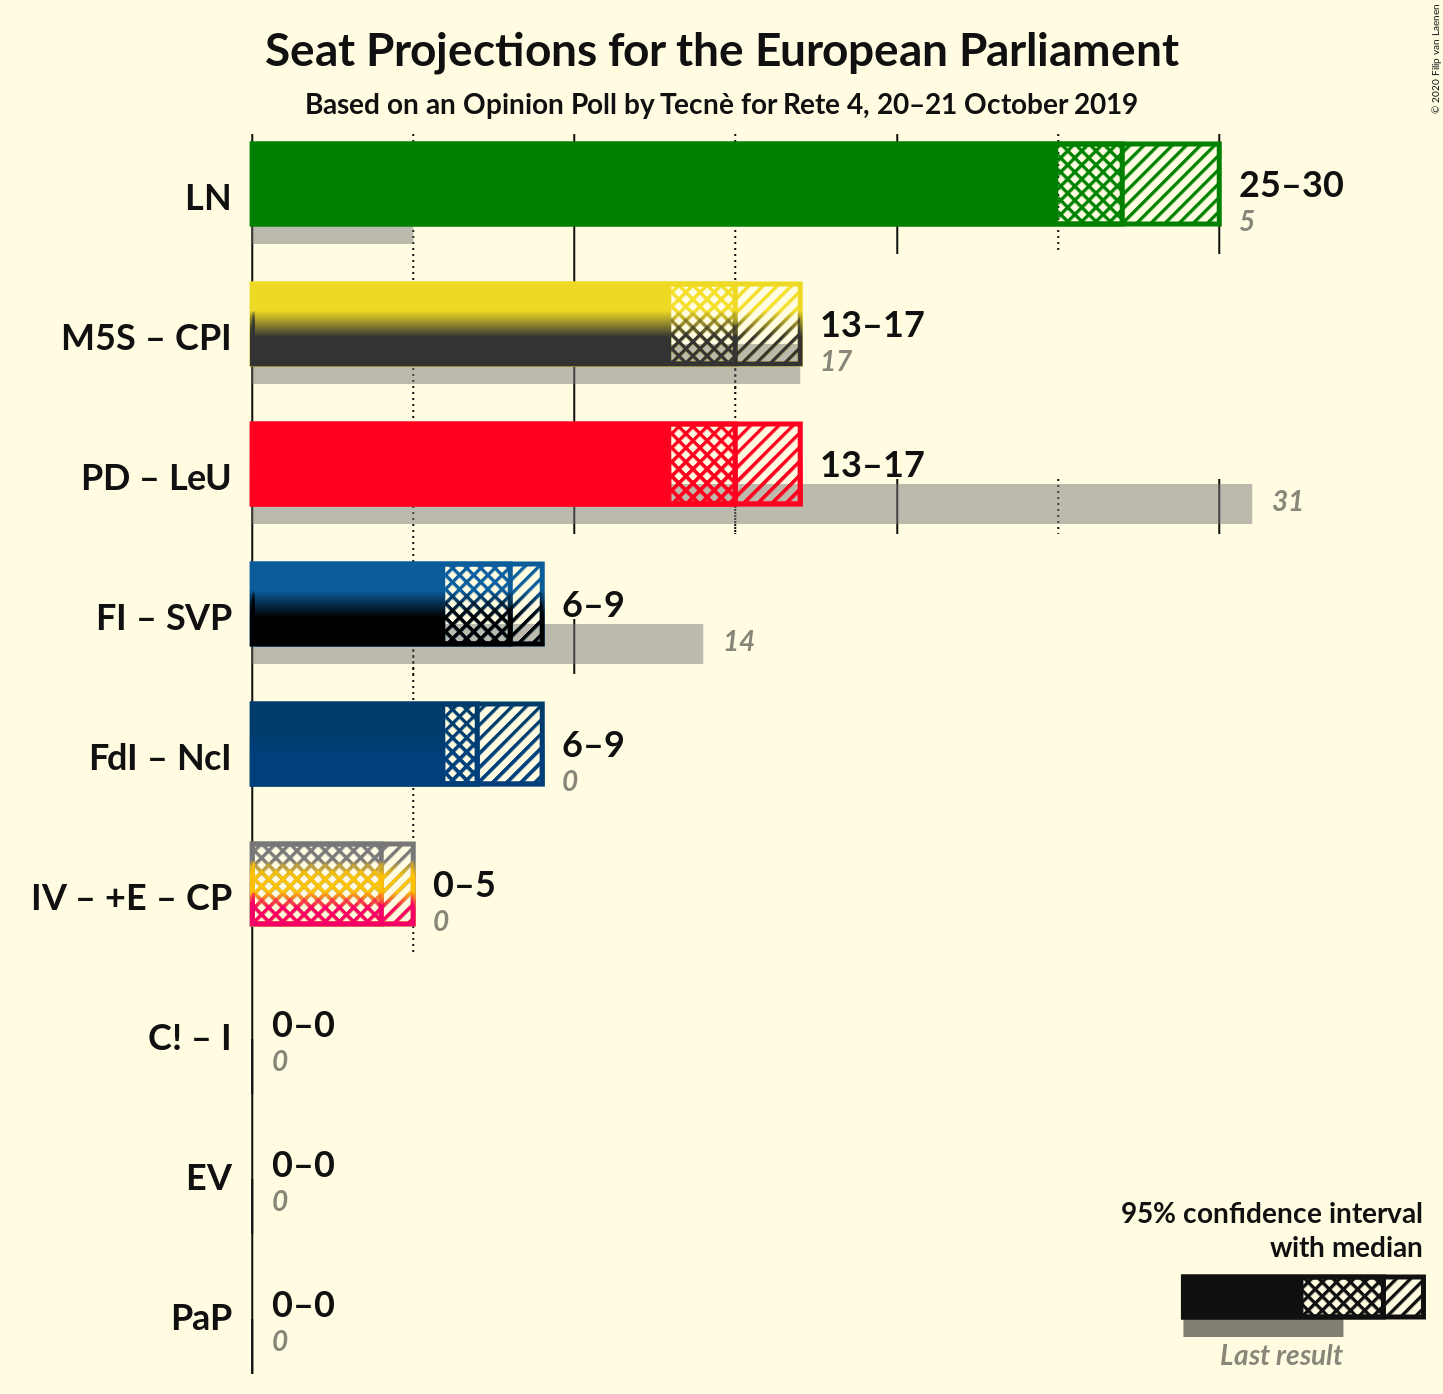 Seat Projections for the European Parliament
Based on an Opinion Poll by Tecnè for Rete 4, 20–21 October 2019
© 2020 Filip van Laenen
LN
25–30
5
M5S – CPI
13–17
17
PD – LeU
13–17
31
FI – SVP
6–9
14
FdI – NcI
6–9
0
IV – +E – CP
0–5
0
C! – I
0–0
0
EV
0–0
0
PaP
0–0
0
95% confidence interval
with median
Last result